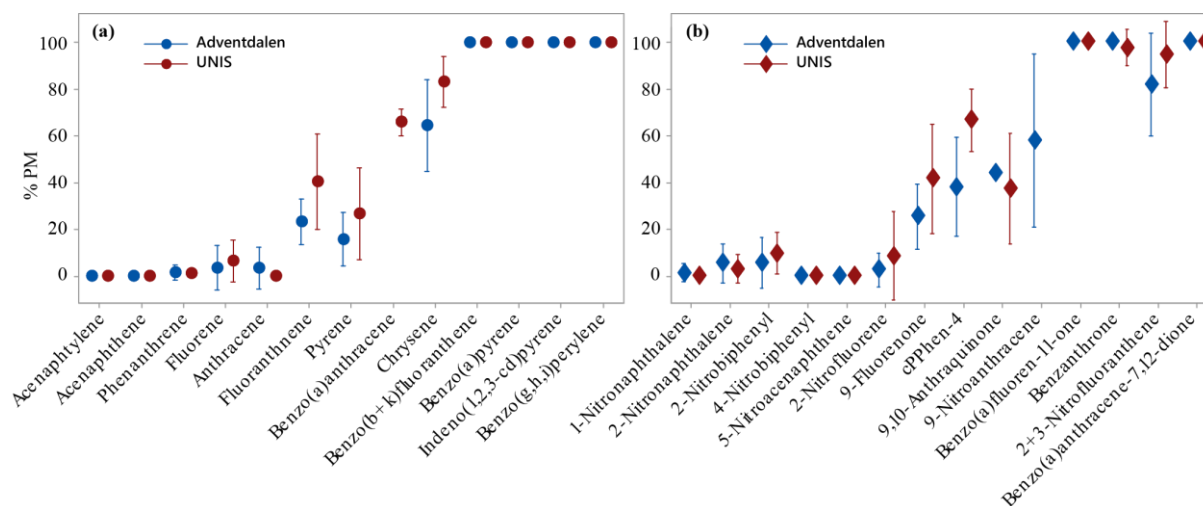 (a)
Adventdalen
UNIS
% PM
100
80
60
40
20
0
Acenaphtylene
Acenaphthene
Phenanthrene
Fluorene
Anthracene
Fluoranthene
Pyrene
Benzo(a)anthracene
Chrysene
Benzo(b+k)fluoranthene
Benzo(a)pyrene
Indeno(1,2,3-cd)pyrene
Benzo(g,h,i)perylene
(b)
Adventdalen
UNIS
100
80
60
40
20
0
1-Nitronaphthalene
2-Nitronaphthalene
2-Nitrobiphenyl
4-Nitrobiphenyl
5-Nitroacenaphthene
2-Nitrofluorene
9-Fluorenone
cPPhen-4
9,10-Anthraquinone
9-Nitroanthracene
Benzo(a)fluoren-11-one
Benzanthrone
2+3-Nitrofluoranthene
Benzo(a)anthracene-7,12-dione